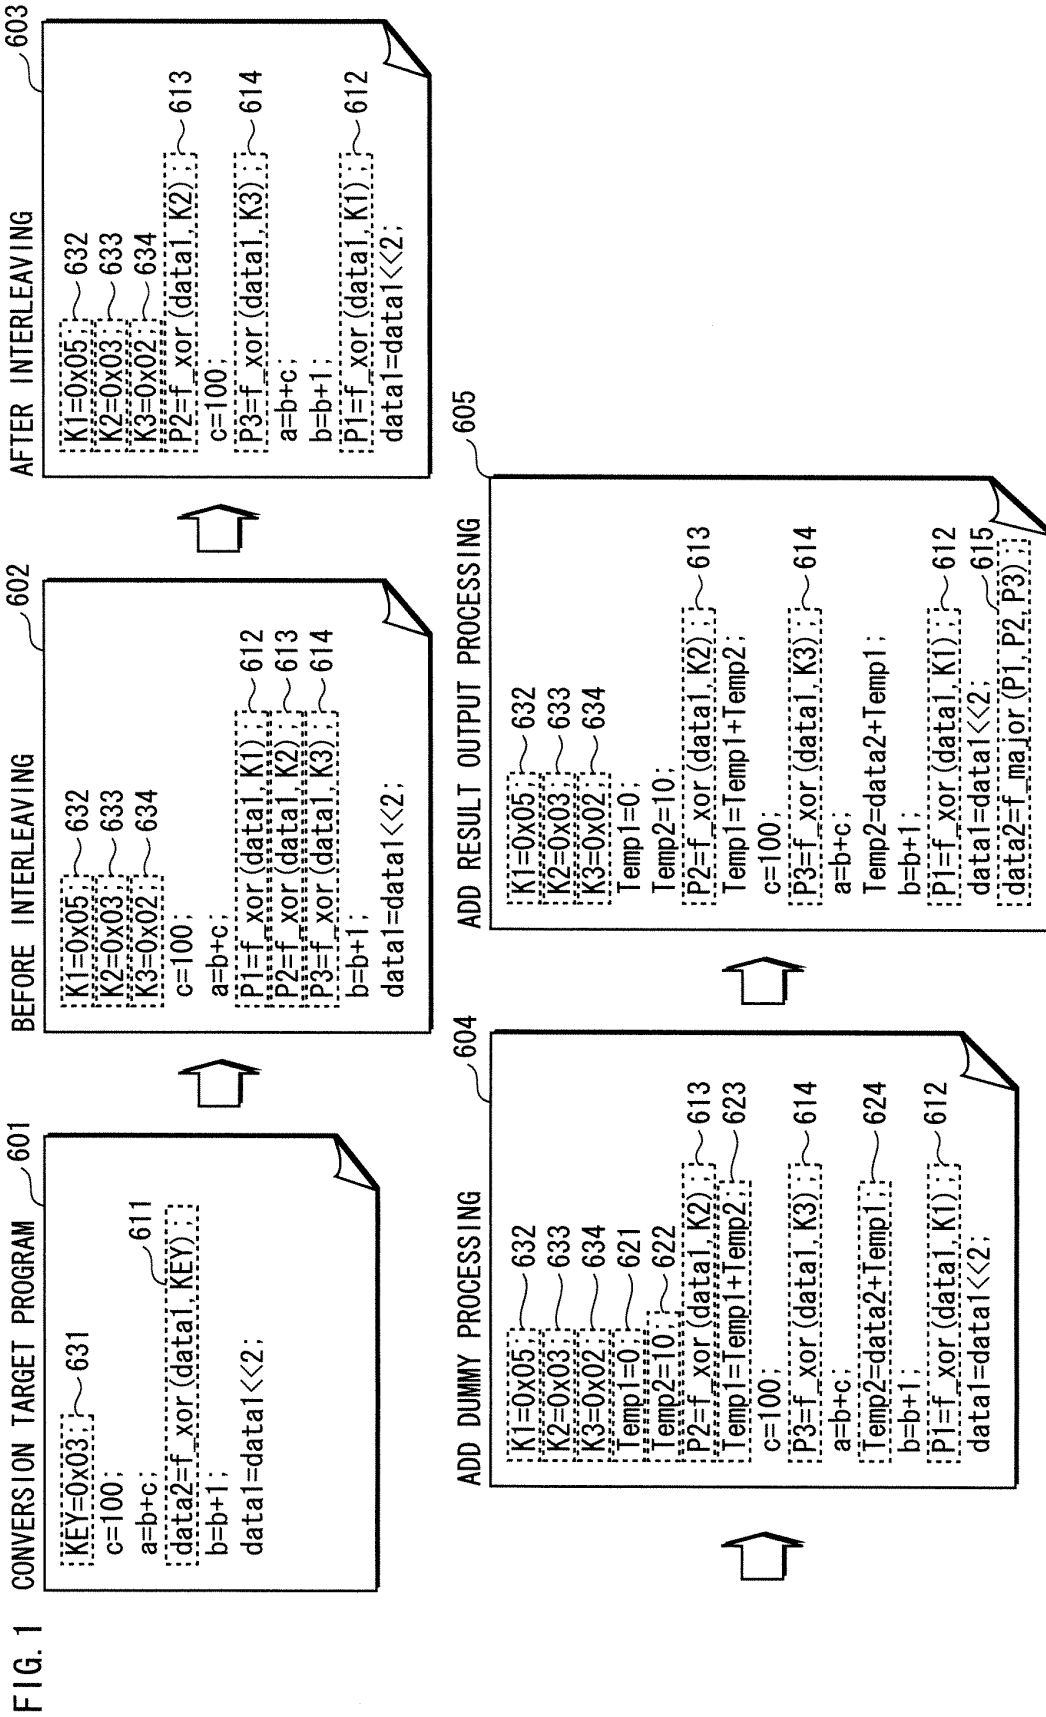 FIG. 1
CONVERSION TARGET PROGRAM
601
KEY=0x03;
631
c=100;
a=b+c;
611
data2=f_xor(data1,KEY);
b=b+1;
data1=data1<<2;
BEFORE INTERLEAVING
602
K1=0x05; 632
K2=0x03; 633
K3=0x02; 634
c=100;
a=b+c;
P1=f_xor(data1,K1); 612
P2=f_xor(data1,K2); 613
P3=f_xor(data1,K3); 614
b=b+1;
data1=data1<<2;
AFTER INTERLEAVING
603
K1=0x05; 632
K2=0x03; 633
K3=0x02; 634
P2=f_xor(data1,K2); 613
c=100;
P3=f_xor(data1,K3); 614
a=b+c;
b=b+1;
P1=f_xor(data1,K1); 612
data1=data1<<2;
ADD DUMMY PROCESSING
604
K1=0x05; 632
K2=0x03; 633
K3=0x02; 634
Temp1=0; 621
Temp2=10; 622
P2=f_xor(data1,K2); 613
Temp1=Temp1+Temp2; 623
c=100;
P3=f_xor(data1,K3); 614
a=b+c;
Temp2=data2+Temp1; 624
b=b+1;
P1=f_xor(data1,K1); 612
data1=data1<<2;
ADD RESULT OUTPUT PROCESSING
605
K1=0x05; 632
K2=0x03; 633
K3=0x02; 634
Temp1=0;
Temp2=10;
P2=f_xor(data1,K2); 613
Temp1=Temp1+Temp2;
c=100;
P3=f_xor(data1,K3); 614
a=b+c;
Temp2=data2+Temp1;
b=b+1;
P1=f_xor(data1,K1); 612
data1=data1<<2; 615
data2=f_major(P1,P2,P3);